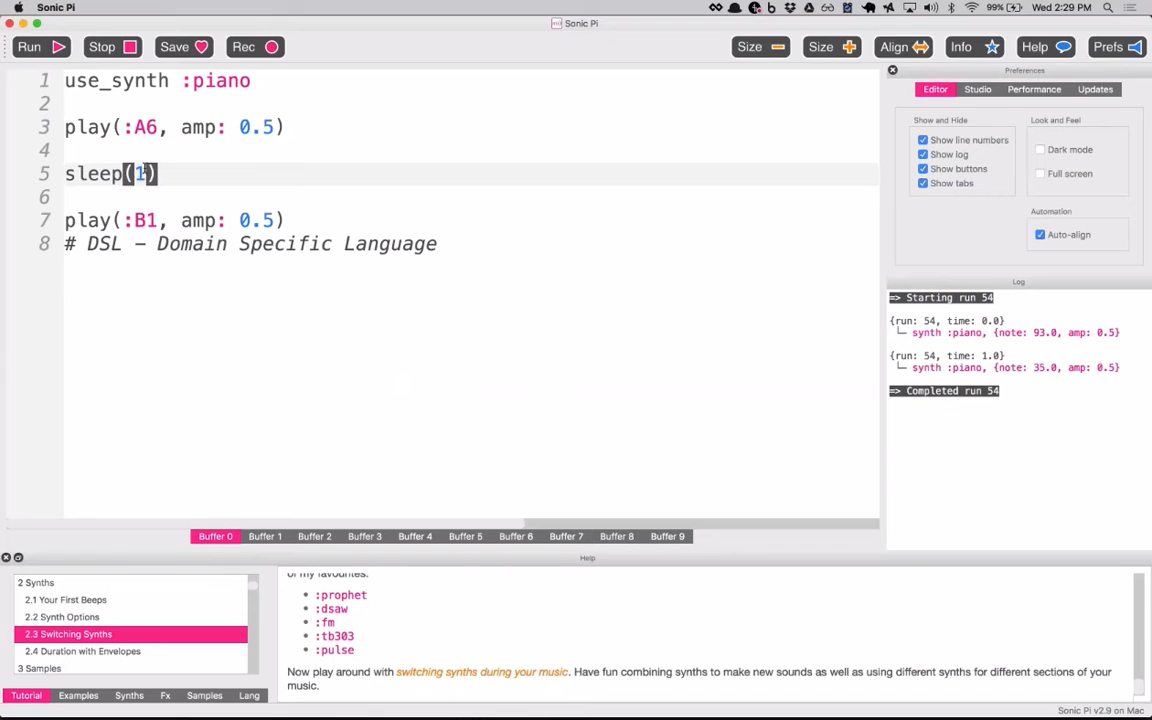 Sonic Pi
99%
Wed 2:29 PM
Sonic Pi
Run
Stop
Save
Rec
Size
Size
Align
Info
Help
Prefs
1 use_synth :piano
2
3 play(:A6, amp: 0.5)
4
5 sleep(1)
6
7 play(:B1, amp: 0.5)
8 # DSL - Domain Specific Language
Preferences
Editor
Studio
Performance
Updates
Show and Hide
Show line numbers
Show log
Show buttons
Show tabs
Look and Feel
Dark mode
Full screen
Automation
Auto-align
Log
=> Starting run 54
{run: 54, time: 0.0}
└─ synth :piano, {note: 93.0, amp: 0.5}
{run: 54, time: 1.0}
└─ synth :piano, {note: 35.0, amp: 0.5}
=> Completed run 54
Buffer 0
Buffer 1
Buffer 2
Buffer 3
Buffer 4
Buffer 5
Buffer 6
Buffer 7
Buffer 8
Buffer 9
Help
2 Synths
2.1 Your First Beeps
2.2 Synth Options
2.3 Switching Synths
2.4 Duration with Envelopes
3 Samples
Tutorial
Examples
Synths
Fx
Samples
Lang
of my favourites:
• :prophet
• :dsaw
• :fm
• :tb303
• :pulse
Now play around with switching synths during your music. Have fun combining synths to make new sounds as well as using different synths for different sections of your
music.
Sonic Pi v2.9 on Mac